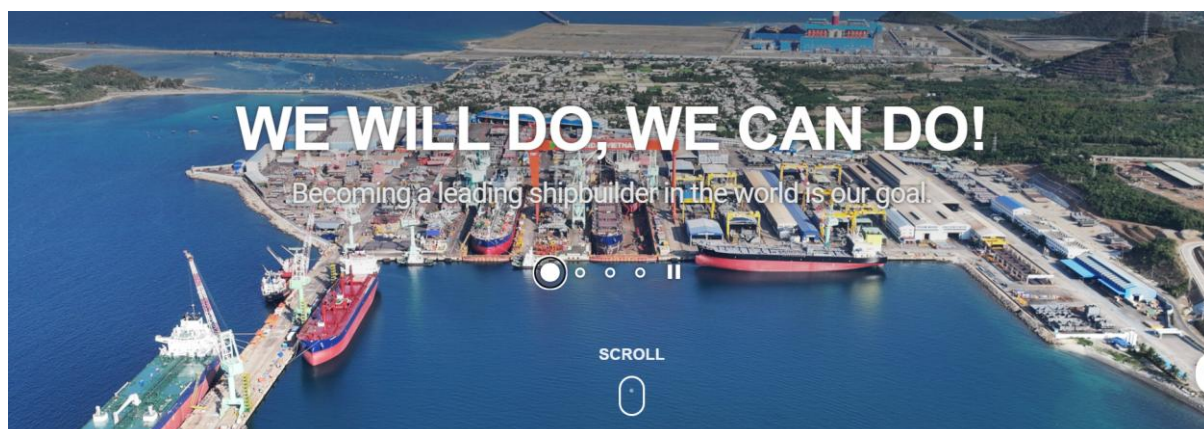 WE WILL DO, WE CAN DO!
Becoming a leading shipbuilder in the world is our goal.
SCROLL